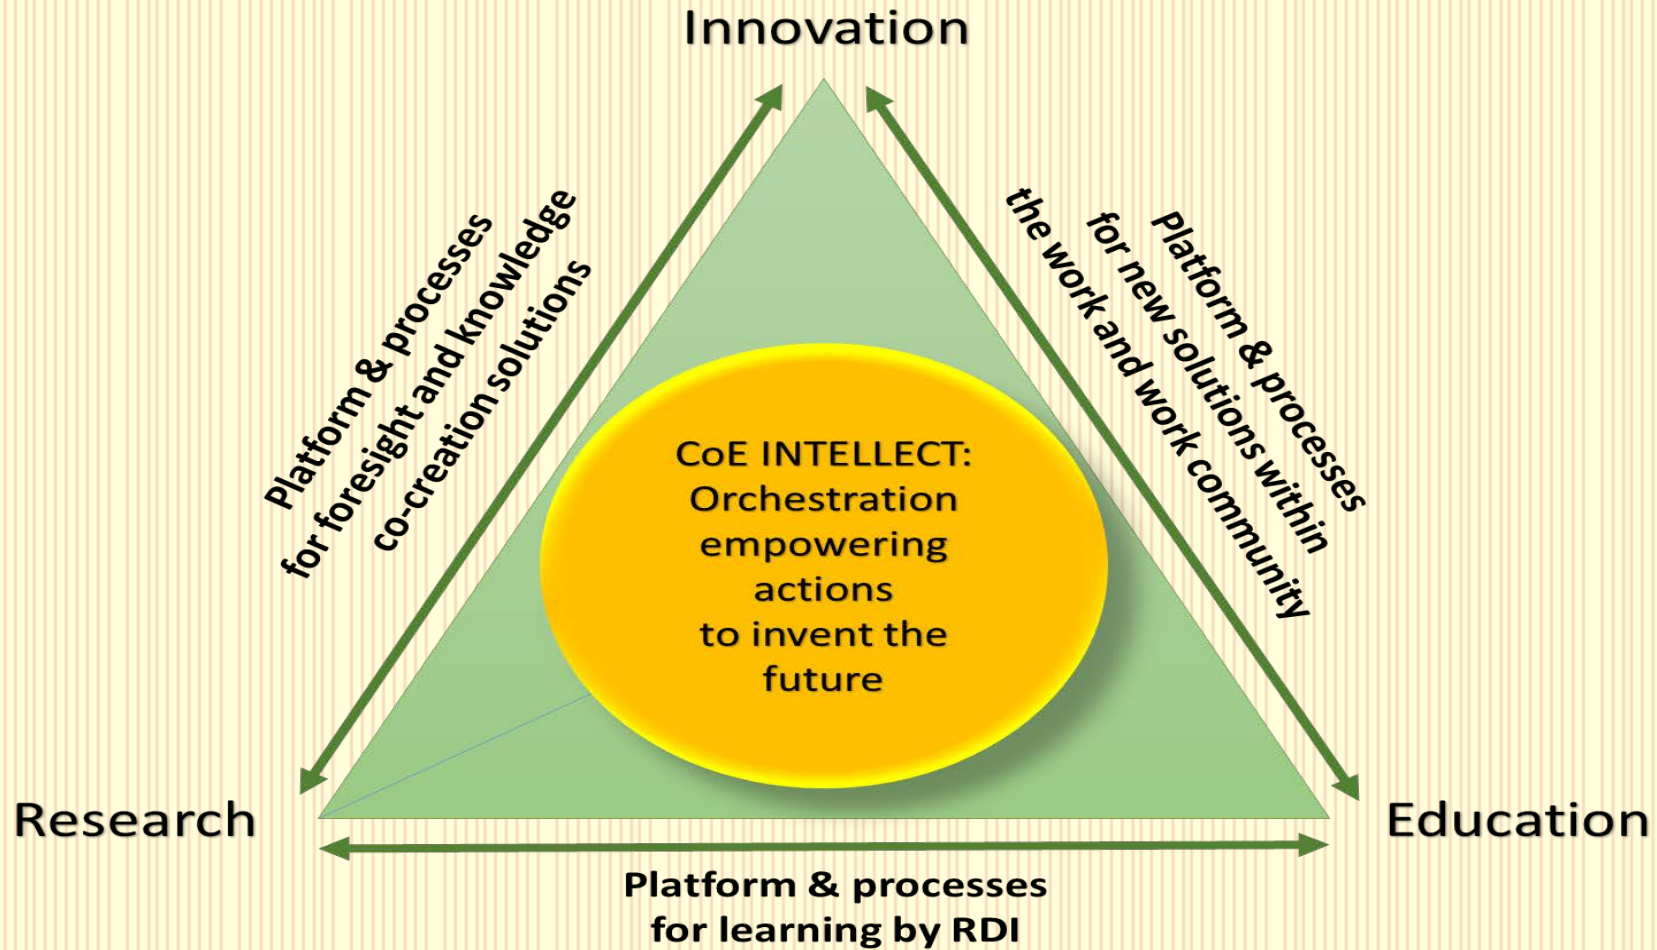 Innovation
Platform & processes
for foresight and knowledge
co-creation solutions
Platform & processes
for new solutions within
the work and work community
CoE INTELLECT:
Orchestration
empowering
actions
to invent the
future
Research
Education
Platform & processes
for learning by RDI